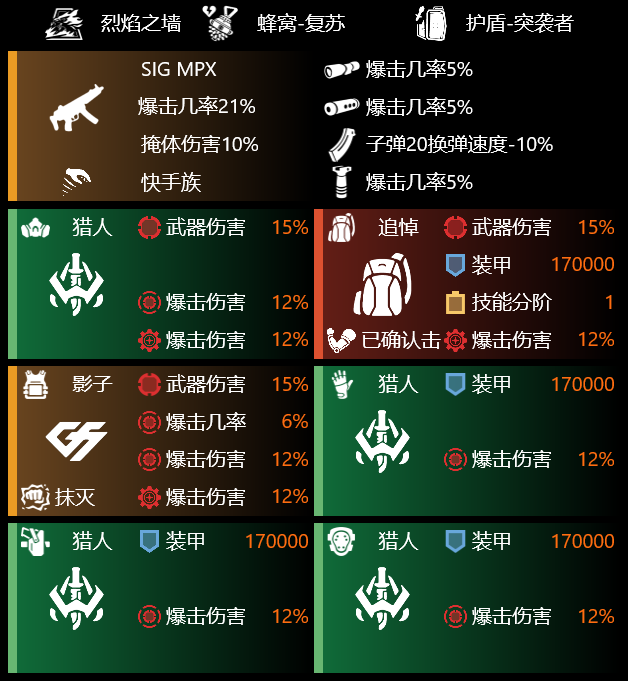 烈焰之墙 蜂窝-复苏 护盾-突袭者
SIG MPX 爆击几率5%
爆击几率21% 爆击几率5%
掩体伤害10% 子弹20换弹速度-10%
快手族 爆击几率5%
猎人 武器伤害 15%
爆击伤害 12%
爆击伤害 12%
追悼 武器伤害 15%
装甲 170000
技能分阶 1
已确认击 爆击伤害 12%
影子 武器伤害 15%
爆击几率 6%
爆击伤害 12%
抹灭 爆击伤害 12%
猎人 装甲 170000
爆击伤害 12%
猎人 装甲 170000
爆击伤害 12%
猎人 装甲 170000
爆击伤害 12%